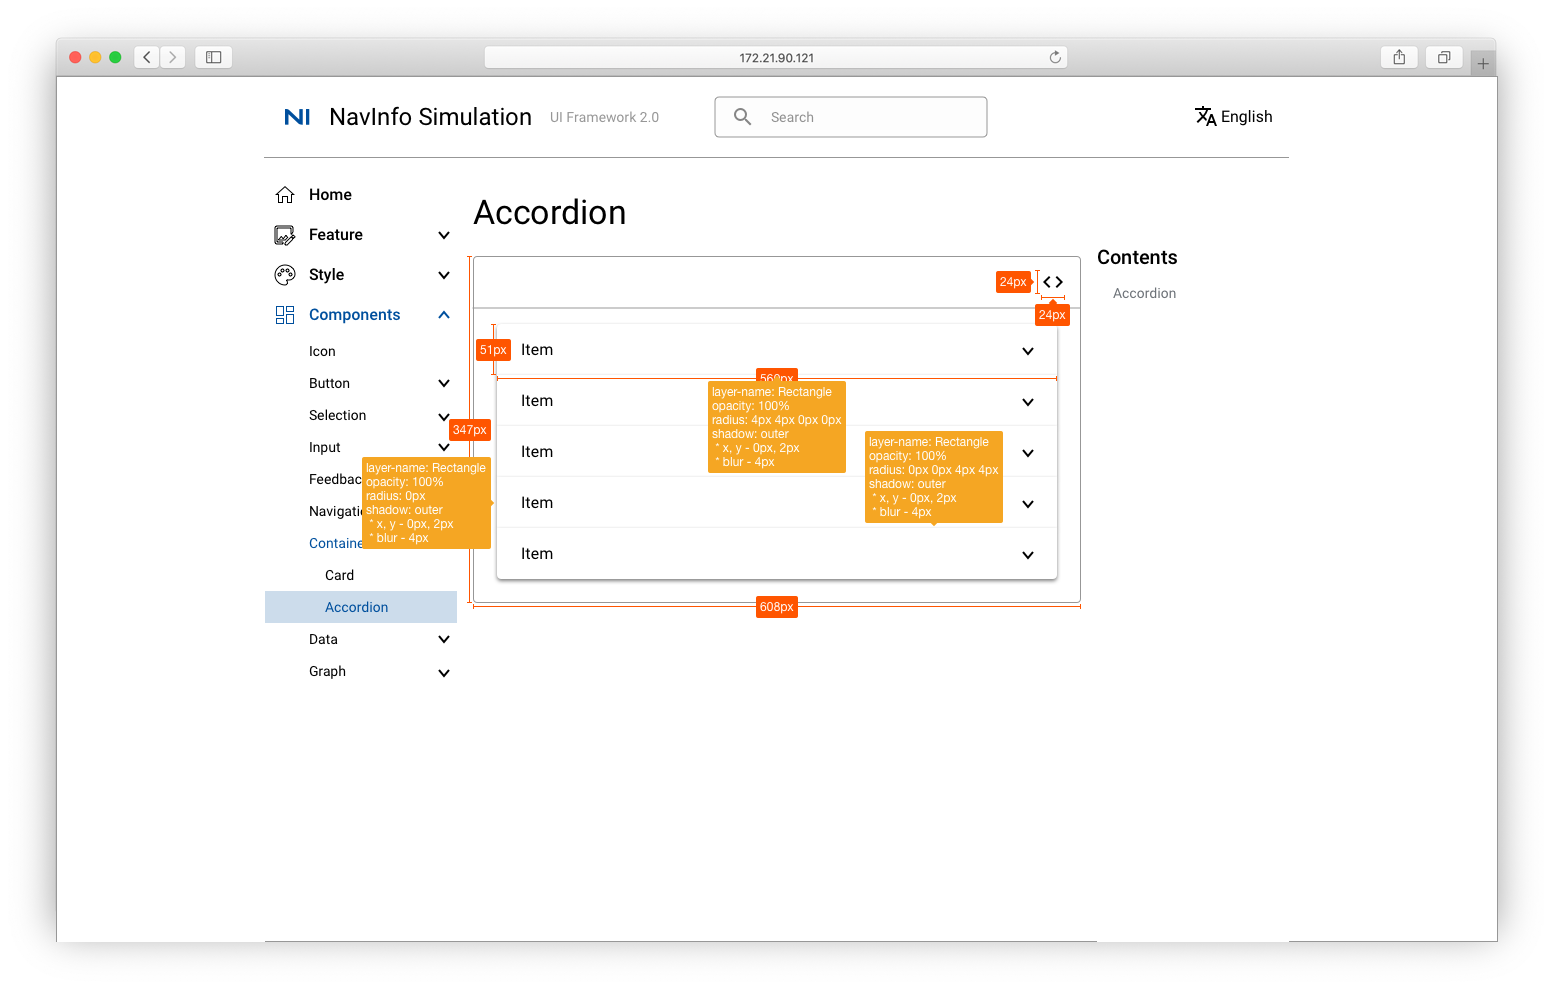 172.21.90.121
NI NavInfo Simulation UI Framework 2.0
Search
English
Home
Feature
Style
Components
Icon
Button
Selection
Input
Feedbac
Navigati
Containe
Card
Accordion
Data
Graph
Accordion
24px
24px
51px
Item
560px
Item
Item
Item
Item
347px
608px
layer-name: Rectangle
opacity: 100%
radius: 4px 4px 0px 0px
shadow: outer
* x, y - 0px, 2px
* blur - 4px
layer-name: Rectangle
opacity: 100%
radius: 0px 0px 4px 4px
shadow: outer
* x, y - 0px, 2px
* blur - 4px
layer-name: Rectangle
opacity: 100%
radius: 0px
shadow: outer
* x, y - 0px, 2px
* blur - 4px
Contents
Accordion